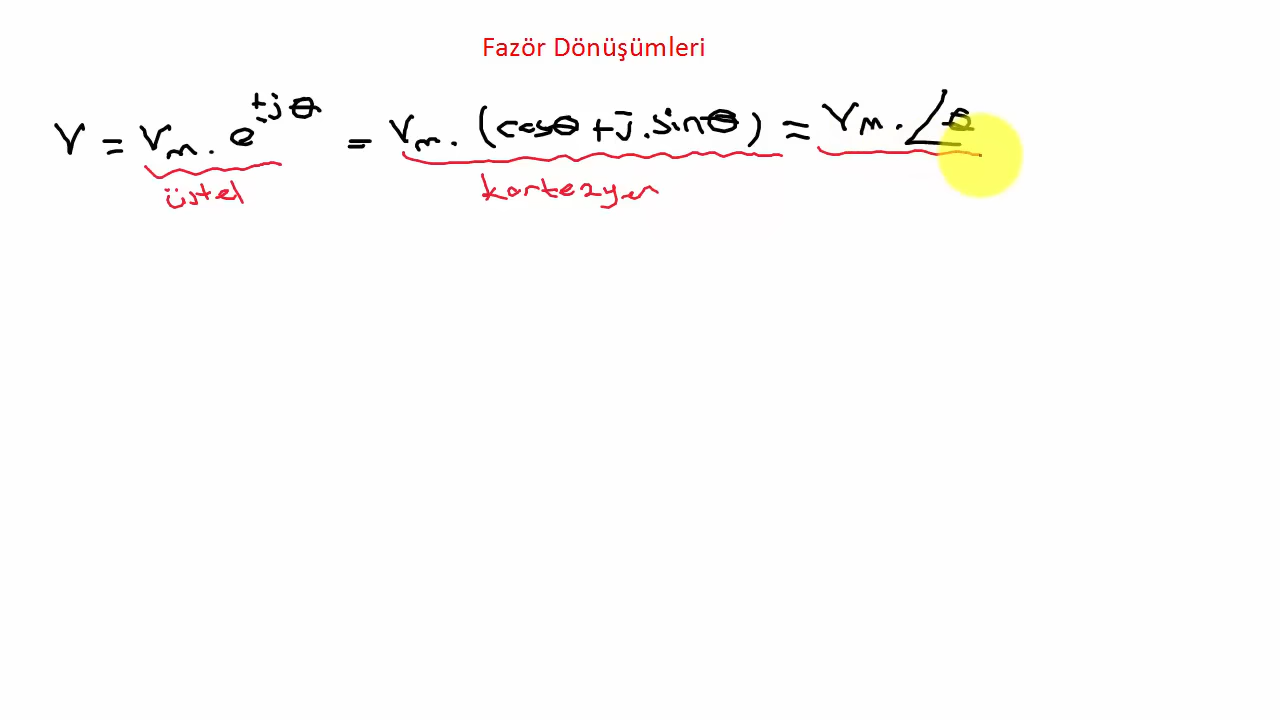 Fazör Dönüşümleri
V = Vm . e^+jθ = Vm . (cosθ + j . sinθ) = Vm . ∠θ
üstel kartezyen